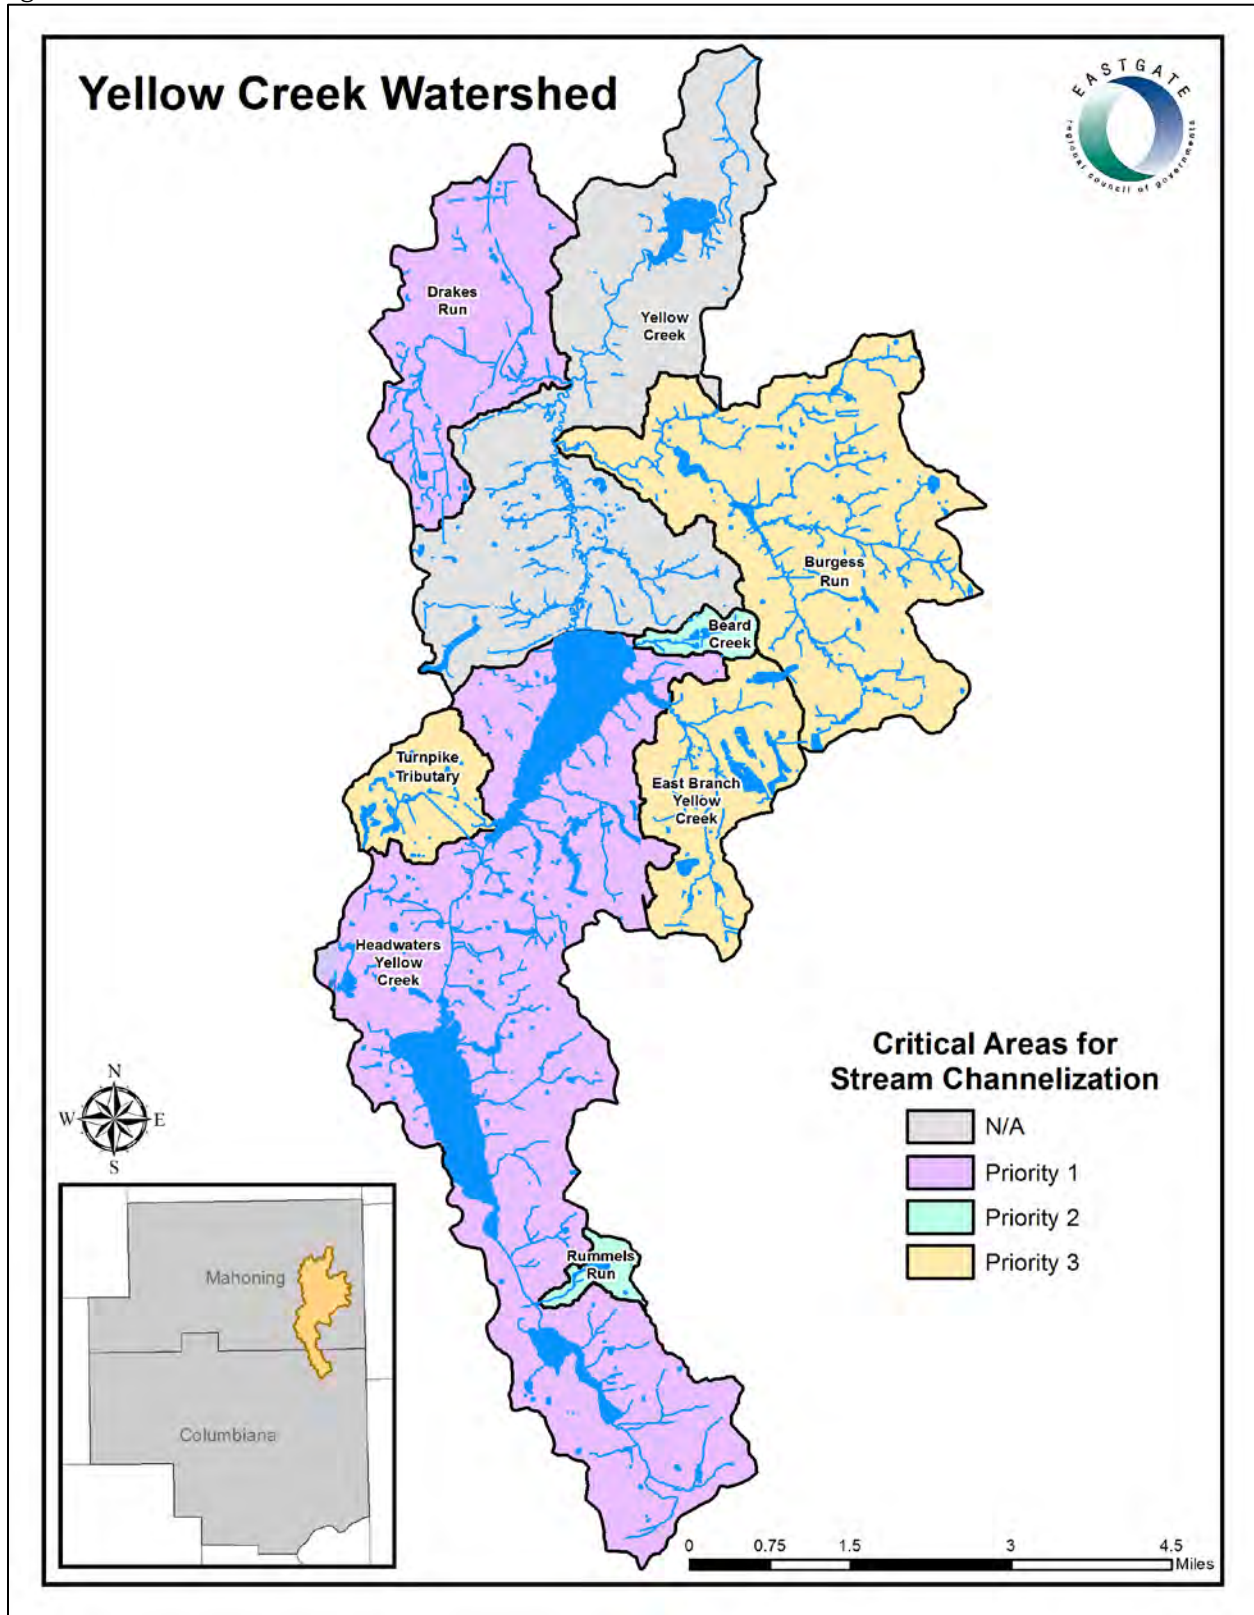 Yellow Creek Watershed
EASTGATE
regional council of governments
Drakes
Run
Yellow
Creek
Burgess
Run
Beard
Creek
Turnpike
Tributary
East Branch
Yellow
Creek
Headwaters
Yellow
Creek
Rummels
Run
Critical Areas for
Stream Channelization
N/A
Priority 1
Priority 2
Priority 3
N
W E
S
Mahoning
Columbiana
0 0.75 1.5 3 4.5
Miles